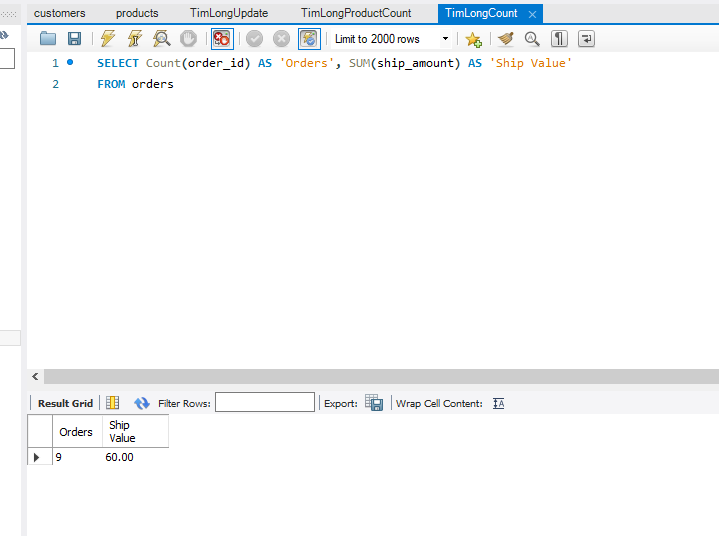 customers products TimLongUpdate TimLongProductCount TimLongCount
Limit to 2000 rows
1 SELECT Count(order_id) AS 'Orders', SUM(ship_amount) AS 'Ship Value'
2 FROM orders
Result Grid Filter Rows: Export: Wrap Cell Content:
Orders Ship Value
9 60.00